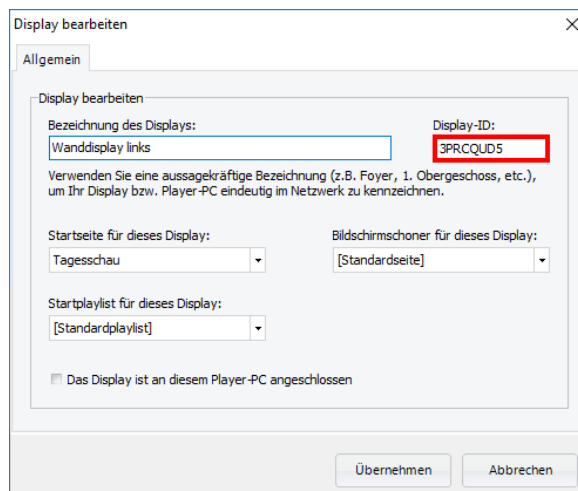 Display bearbeiten
Allgemein
Display bearbeiten
Bezeichnung des Displays:
Display-ID:
Wanddisplay links
3PRCQUD5
Verwenden Sie eine aussagekräftige Bezeichnung (z.B. Foyer, 1. Obergeschoss, etc.),
um Ihr Display bzw. Player-PC eindeutig im Netzwerk zu kennzeichnen.
Startseite für dieses Display:
Bildschirmschoner für dieses Display:
Tagesschau
[Standardseite]
Startplaylist für dieses Display:
[Standardplaylist]
Das Display ist an diesem Player-PC angeschlossen
Übernehmen
Abbrechen